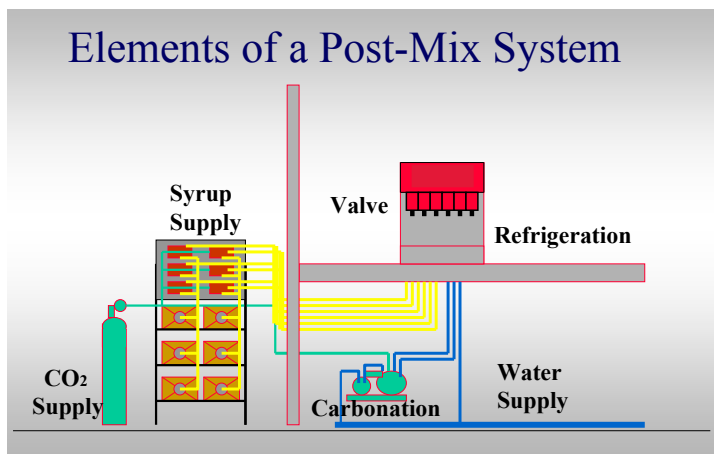 Elements of a Post-Mix System
Syrup
Supply
Valve
Refrigeration
CO₂
Supply
Carbonation
Water
Supply